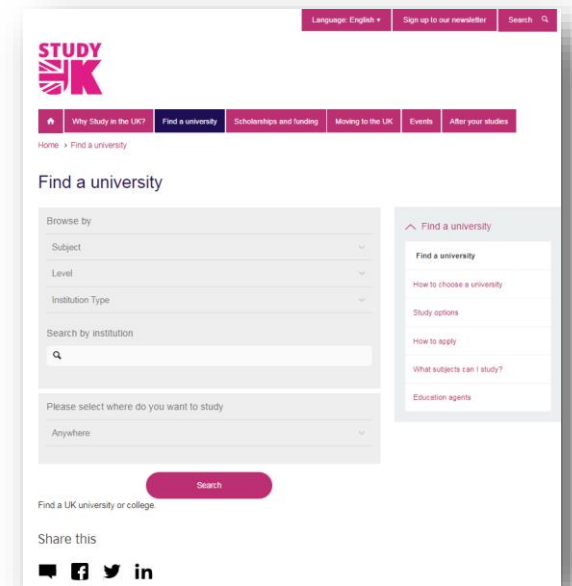 Language: English
Sign up to our newsletter
Search
STUDY
UK
Why Study in the UK?
Find a university
Scholarships and funding
Moving to the UK
Events
After your studies
Home › Find a university
Find a university
Browse by
Subject
Level
Institution Type
Search by institution
Please select where do you want to study
Anywhere
Search
Find a UK university or college.
Share this
Find a university
Find a university
How to choose a university
Study options
How to apply
What subjects can I study?
Education agents